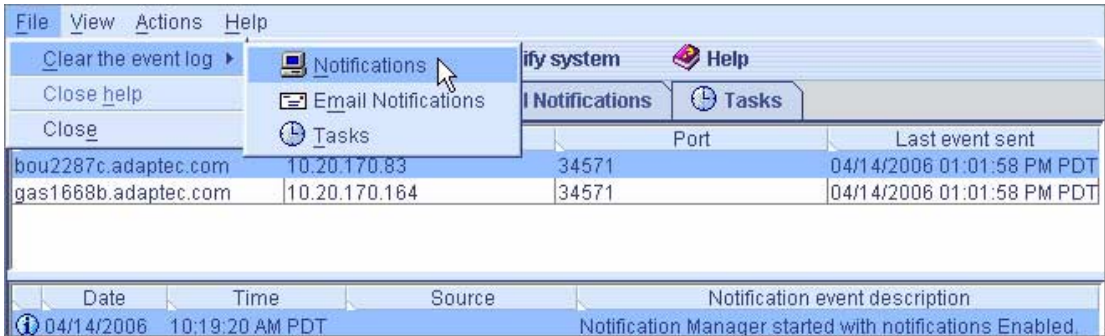 File View Actions Help
Clear the event log
Notifications
ify system
Help
Close help
Email Notifications
l Notifications
Tasks
Close
Tasks
Port
Last event sent
bou2287c.adaptec.com 10.20.170.83 34571 04/14/2006 01:01:58 PM PDT
gas1668b.adaptec.com 10.20.170.164 34571 04/14/2006 01:01:58 PM PDT
Date Time Source Notification event description
04/14/2006 10:19:20 AM PDT Notification Manager started with notifications Enabled.